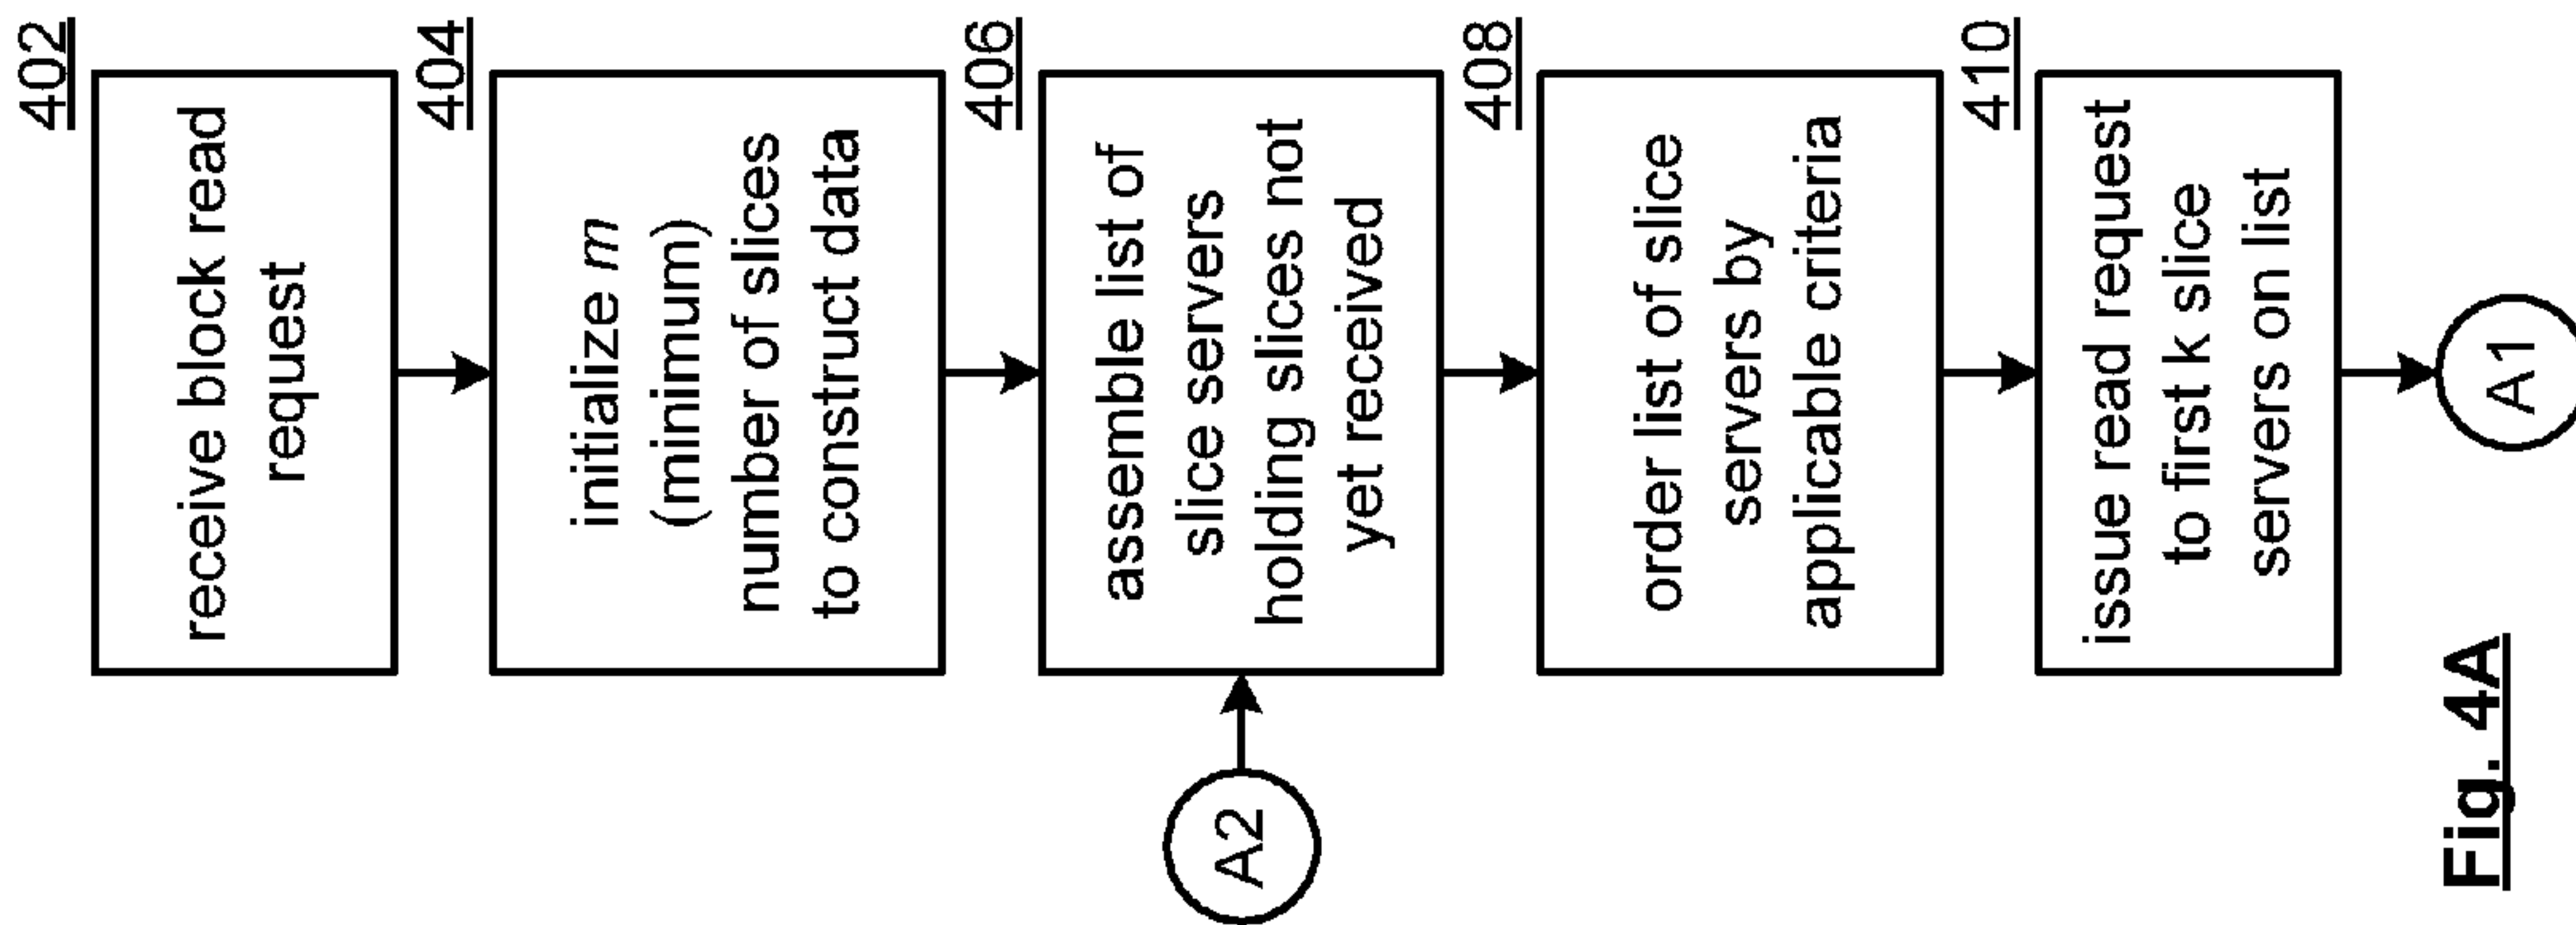 402
receive block read
request
404
initialize m
(minimum)
number of slices
to construct data
406
assemble list of
slice servers
holding slices not
yet received
A2
408
order list of slice
servers by
applicable criteria
410
issue read request
to first k slice
servers on list
A1
Fig. 4A